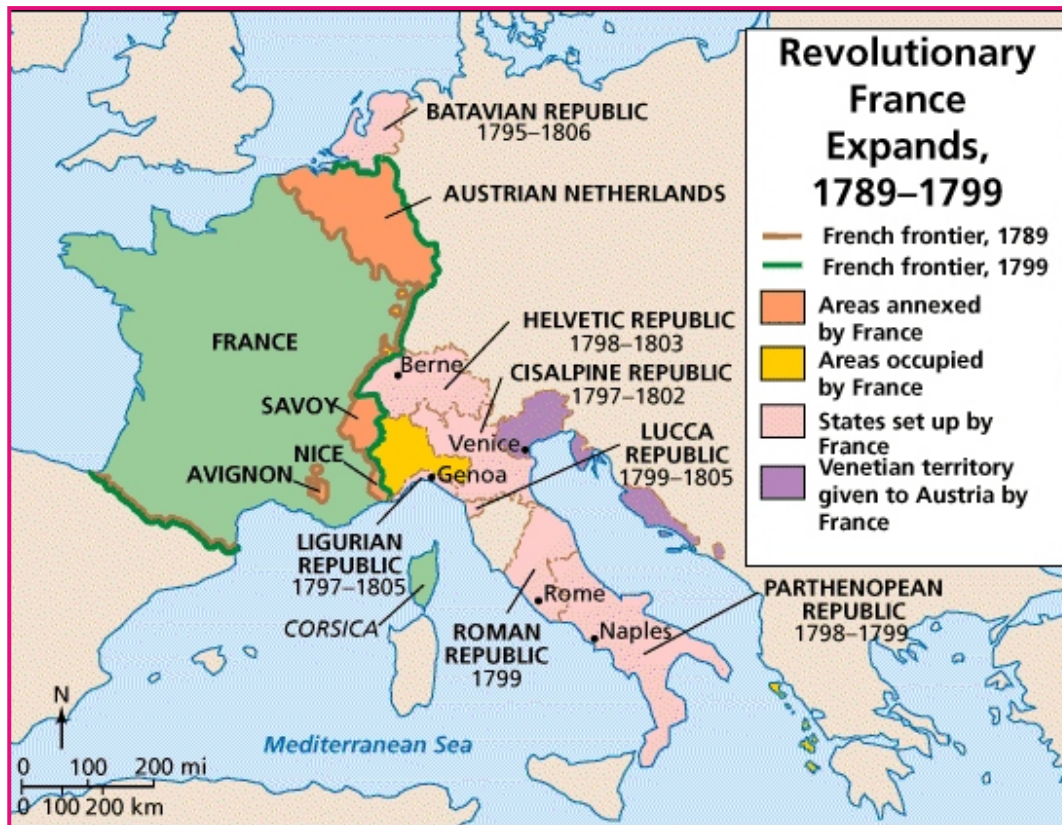 Revolutionary
France
Expands,
1789–1799
French frontier, 1789
French frontier, 1799
Areas annexed
by France
Areas occupied
by France
States set up by
France
Venetian territory
given to Austria by
France
BATAVIAN REPUBLIC
1795–1806
AUSTRIAN NETHERLANDS
FRANCE
HELVETIC REPUBLIC
1798–1803
Berne
CISALPINE REPUBLIC
1797–1802
SAVOY
Venice
LUCCA
REPUBLIC
1799–1805
NICE
AVIGNON
Genoa
LIGURIAN
REPUBLIC
1797–1805
CORSICA
Rome
ROMAN
REPUBLIC
1799
Naples
PARTHENOPEAN
REPUBLIC
1798–1799
N
Mediterranean Sea
0 100 200 mi
0 100 200 km